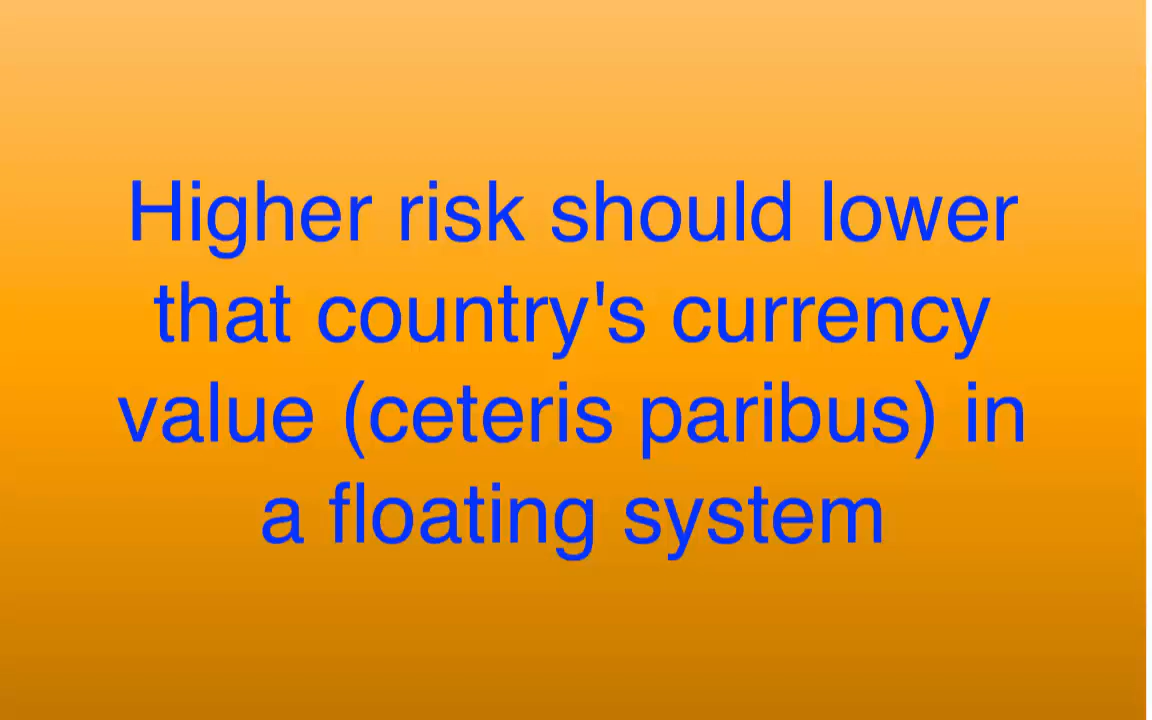 Higher risk should lower
that country's currency
value (ceteris paribus) in
a floating system